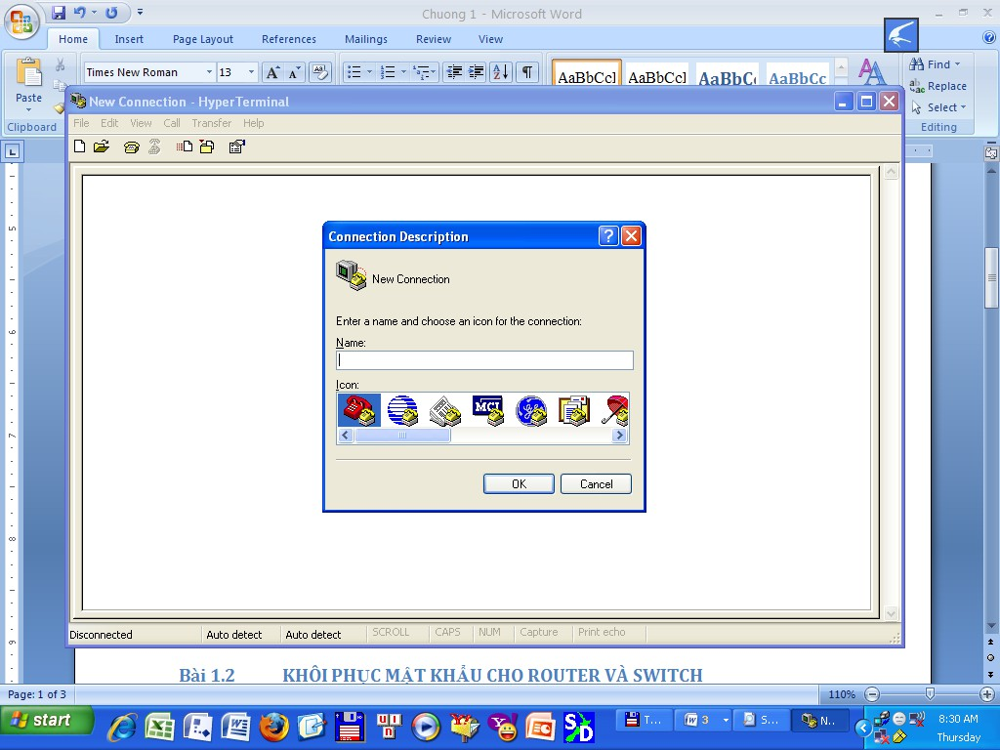 Chuong 1 - Microsoft Word
Home Insert Page Layout References Mailings Review View
Paste
Clipboard
Times New Roman 13
AaBbCcI AaBbCcl AaBbCc AaBbCc
Find
Replace
Select
Editing
New Connection - HyperTerminal
File Edit View Call Transfer Help
Connection Description
New Connection
Enter a name and choose an icon for the connection:
Name:
Icon:
MCI
OK Cancel
Disconnected Auto detect Auto detect SCROLL CAPS NUM Capture Print echo
Bài 1.2 KHÔI PHỤC MẬT KHẨU CHO ROUTER VÀ SWITCH
Page: 1 of 3 110%
start T... 3 S... N... 8:30 AM
Thursday